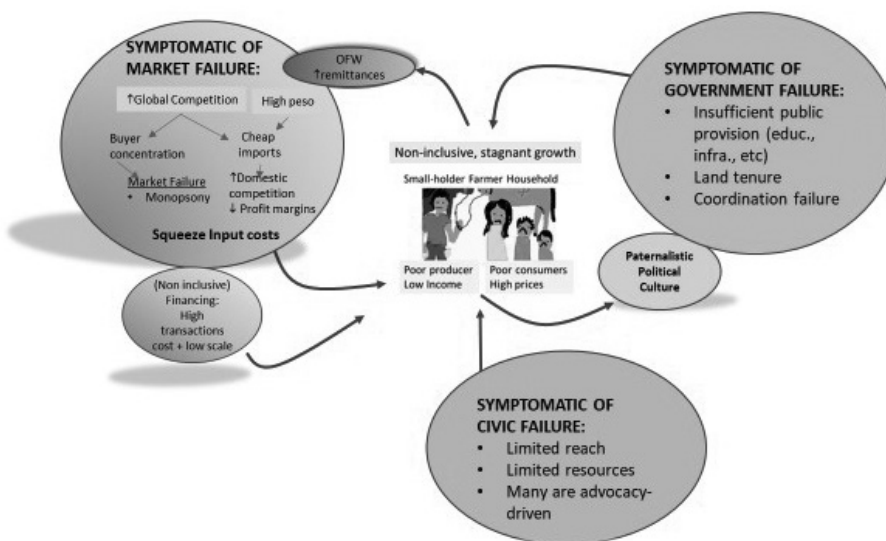 SYMPTOMATIC OF
MARKET FAILURE:
↑Global Competition
High peso
Buyer
concentration
Cheap
imports
Market Failure
• Monopsony
↑Domestic
competition
↓ Profit margins
Squeeze Input costs
OFW
↑remittances
(Non inclusive)
Financing:
High
transactions
cost + low scale
Non-inclusive, stagnant growth
Small-holder Farmer Household
Poor producer
Low Income
Poor consumers
High prices
SYMPTOMATIC OF
GOVERNMENT FAILURE:
• Insufficient public
provision (educ.,
infra., etc)
• Land tenure
• Coordination failure
Paternalistic
Political
Culture
SYMPTOMATIC OF
CIVIC FAILURE:
• Limited reach
• Limited resources
• Many are advocacy-
driven